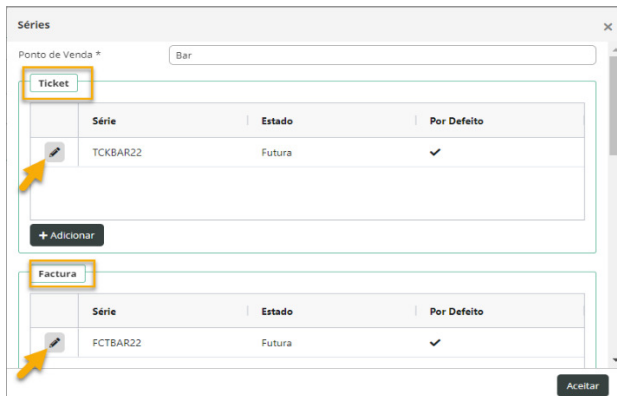 Séries
Ponto de Venda * Bar
Ticket
Série Estado Por Defeito
TCKBAR22 Futura
+ Adicionar
Factura
Série Estado Por Defeito
FCTBAR22 Futura
Aceitar